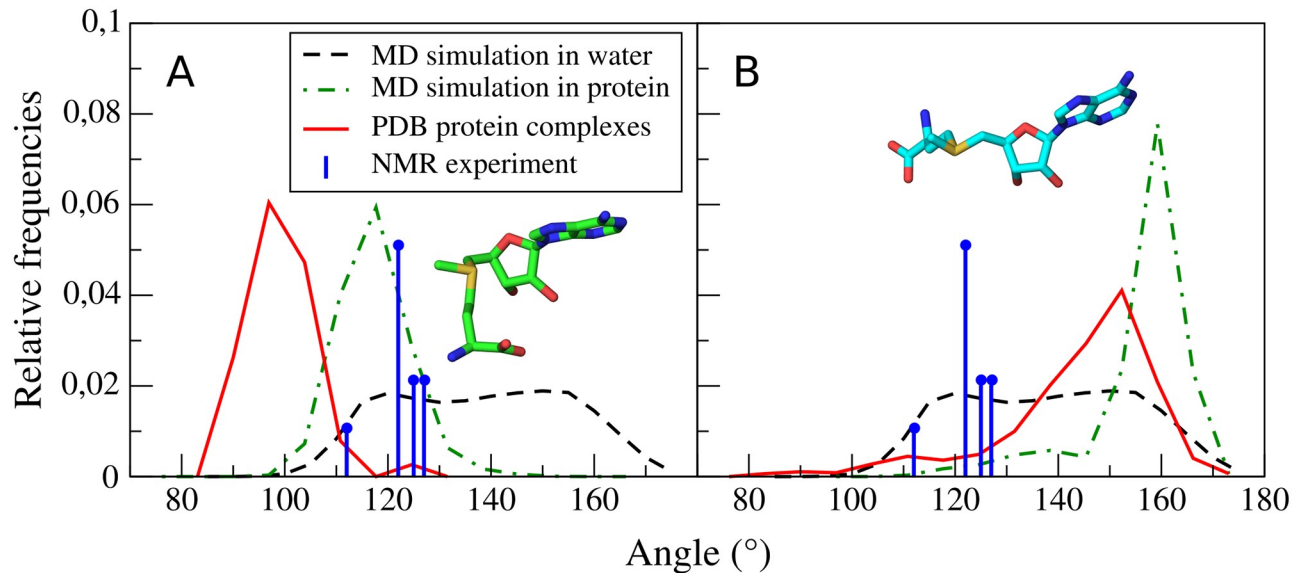 0,1
0,08
0,06
0,04
0,02
0
Relative frequencies
A
MD simulation in water
MD simulation in protein
PDB protein complexes
NMR experiment
B
80 100 120 140 160
80 100 120 140 160 180
Angle (°)